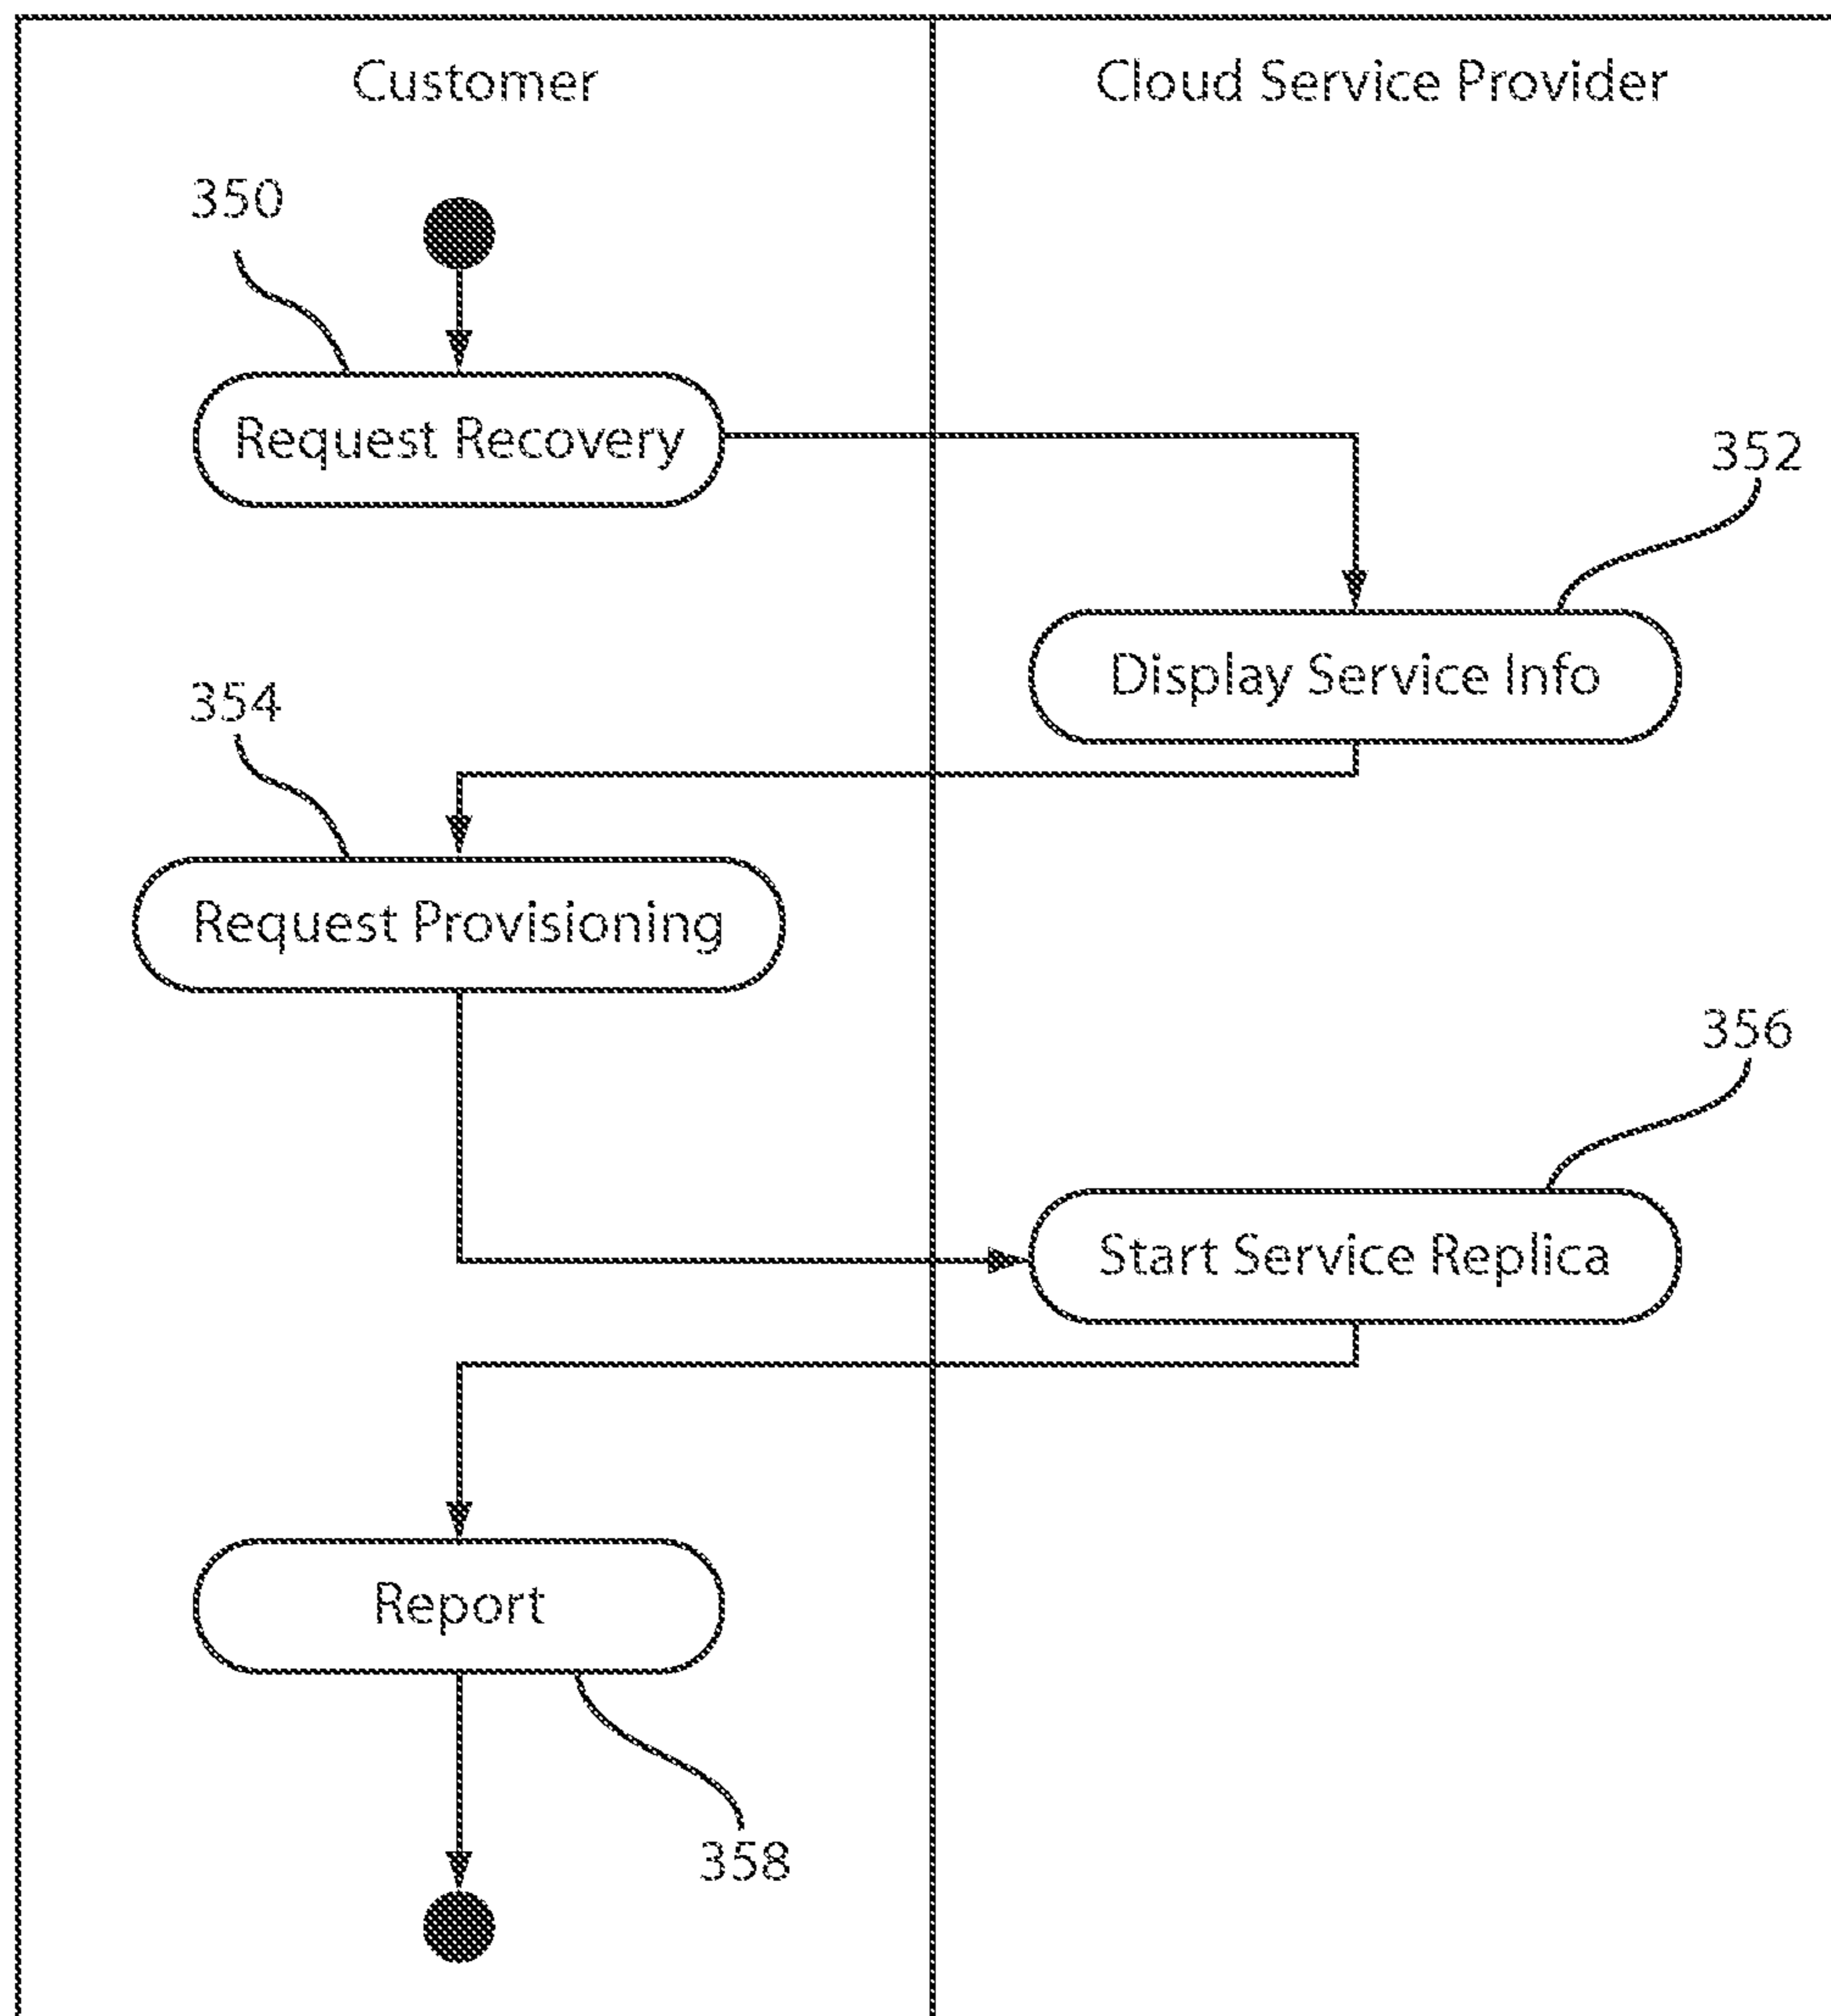 Customer
Cloud Service Provider
350
Request Recovery
352
Display Service Info
354
Request Provisioning
356
Start Service Replica
Report
358